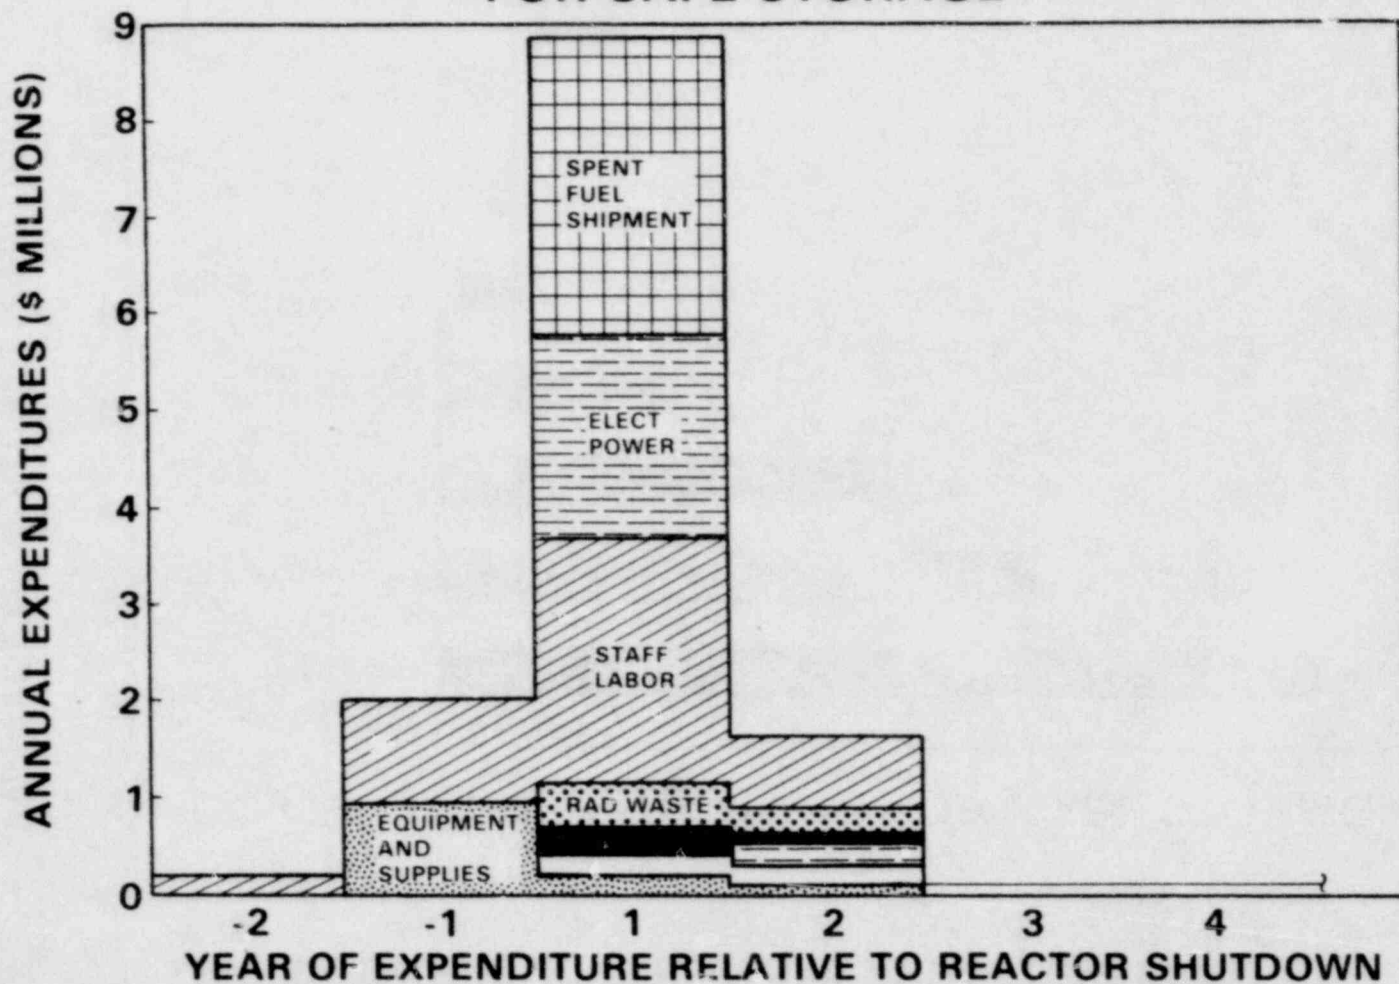 9
8
7
6
5
4
3
2
1
0
ANNUAL EXPENDITURES ($ MILLIONS)
SPENT
FUEL
SHIPMENT
ELECT
POWER
STAFF
LABOR
RAD WASTE
EQUIPMENT
AND
SUPPLIES
-2 -1 1 2 3 4
YEAR OF EXPENDITURE RELATIVE TO REACTOR SHUTDOWN